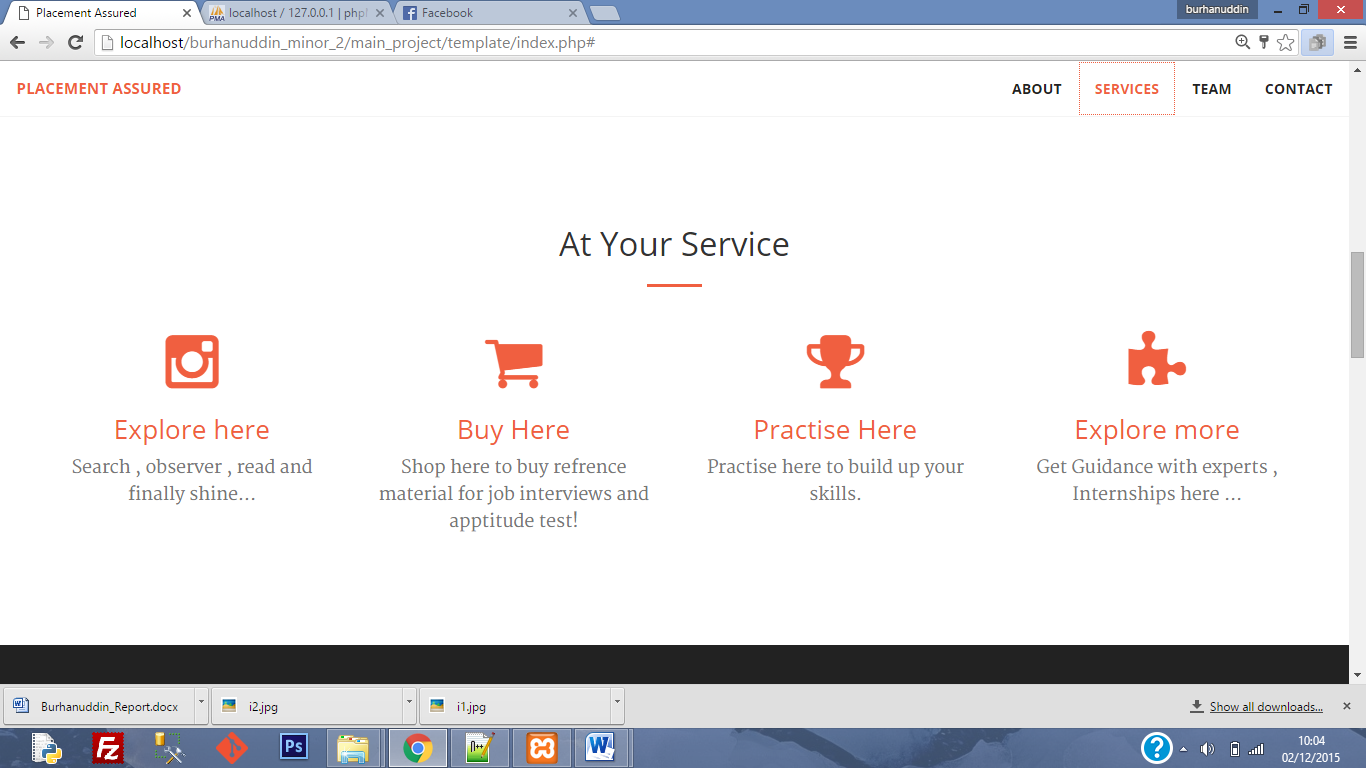 Placement Assured
localhost / 127.0.0.1 | php
Facebook
burhanuddin
localhost/burhanuddin_minor_2/main_project/template/index.php#
PLACEMENT ASSURED
ABOUT
SERVICES
TEAM
CONTACT
At Your Service
Explore here
Search , observer , read and
finally shine...
Buy Here
Shop here to buy refrence
material for job interviews and
apptitude test!
Practise Here
Practise here to build up your
skills.
Explore more
Get Guidance with experts ,
Internships here ...
Burhanuddin_Report.docx
i2.jpg
i1.jpg
Show all downloads...
10:04
02/12/2015